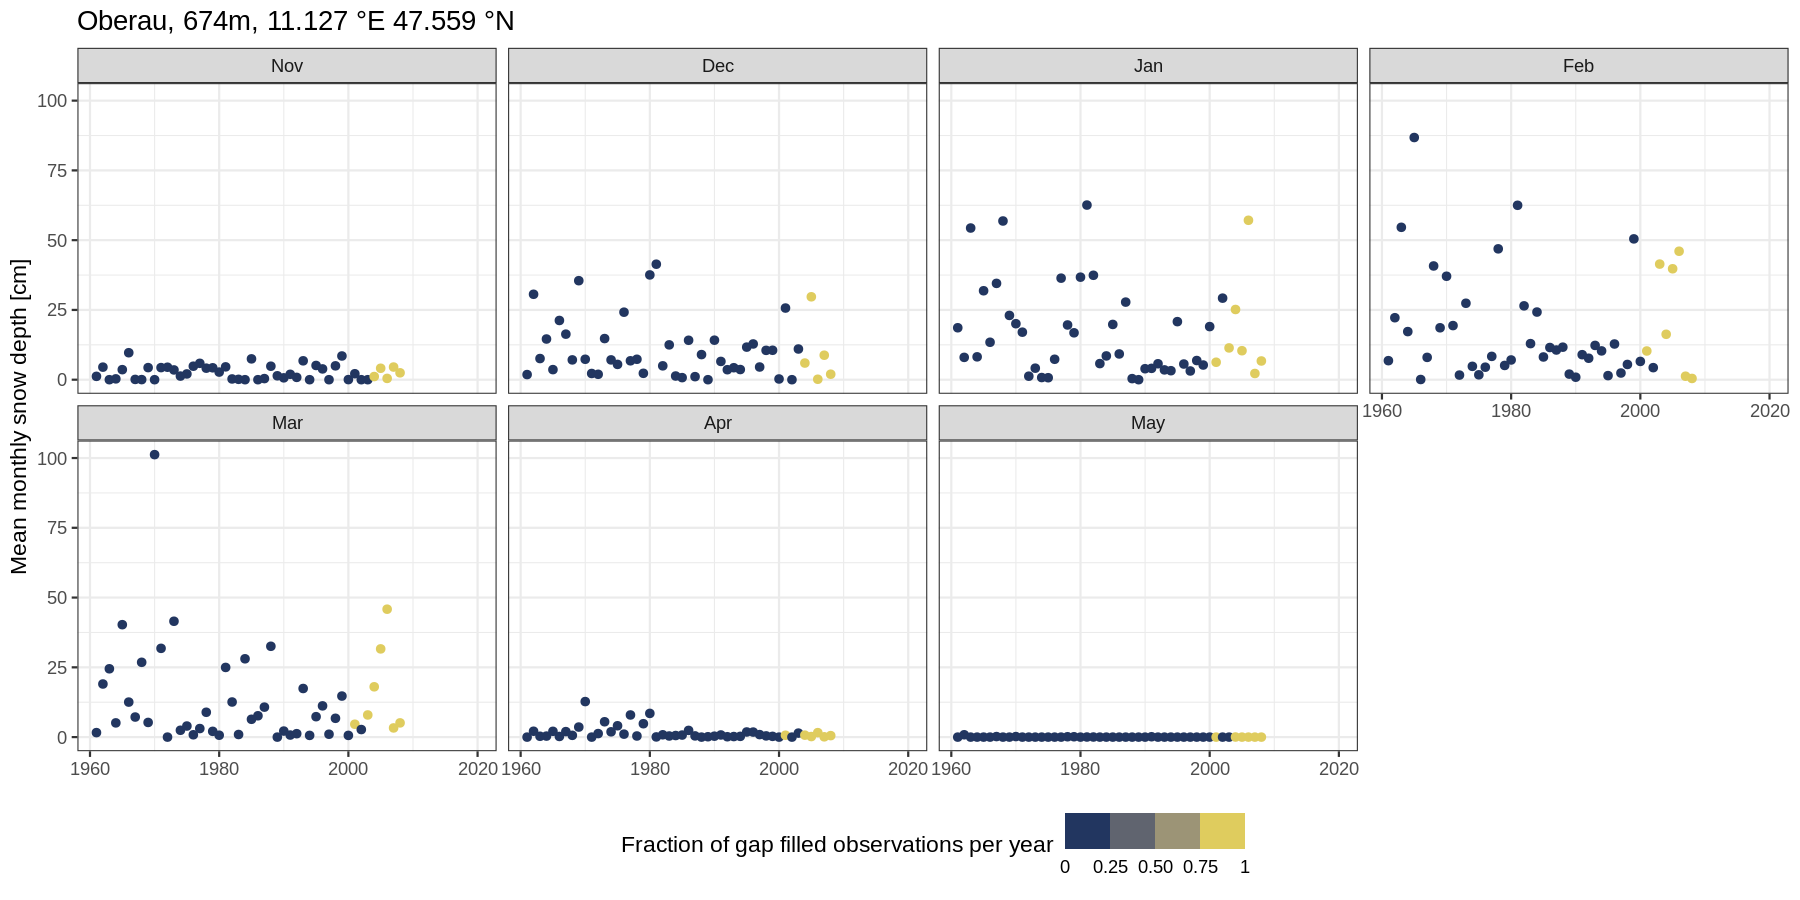 Oberau, 674m, 11.127 °E 47.559 °N
Nov Dec Jan Feb
100
75
50
25
0
1960 1980 2000 2020
Mar Apr May
100
75
50
25
0
1960 1980 2000 2020 1960 1980 2000 2020 1960 1980 2000 2020
Mean monthly snow depth [cm]
Fraction of gap filled observations per year
0 0.25 0.50 0.75 1